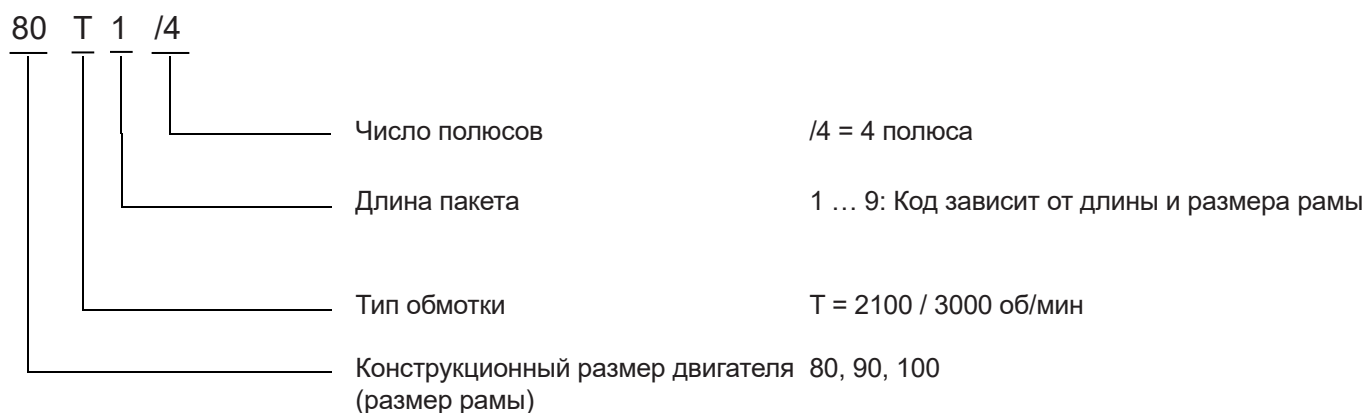 80 T 1 /4
Число полюсов /4 = 4 полюса
Длина пакета 1 … 9: Код зависит от длины и размера рамы
Тип обмотки T = 2100 / 3000 об/мин
Конструкционный размер двигателя 80, 90, 100
(размер рамы)